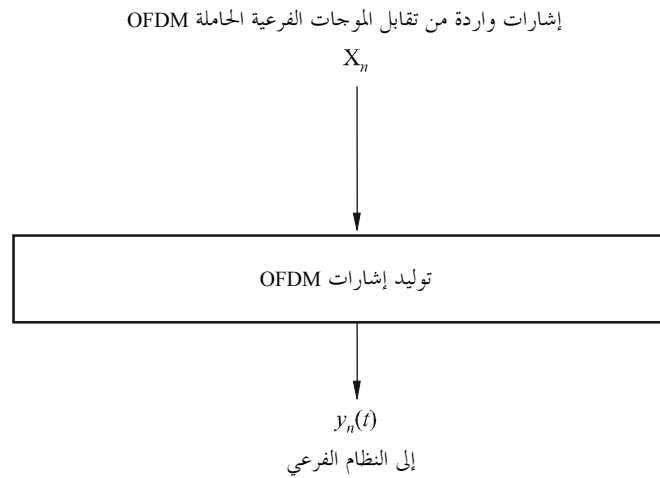 إشارات واردة من تقابل الموجات الفرعية الحاملة OFDM
Xn
توليد إشارات OFDM
yn(t)
إلى النظام الفرعي